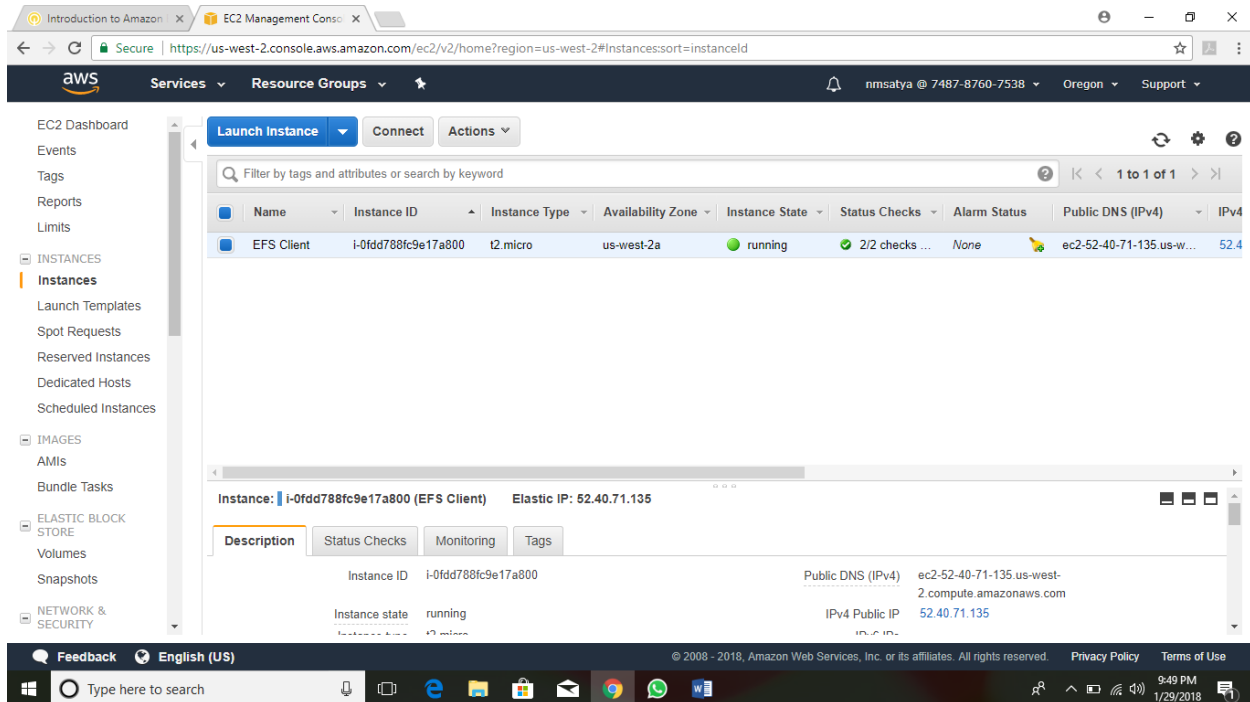 Introduction to Amazon
EC2 Management Conso
Secure
https://us-west-2.console.aws.amazon.com/ec2/v2/home?region=us-west-2#Instances:sort=instanceId
aws
Services
Resource Groups
nmsatya @ 7487-8760-7538
Oregon
Support
EC2 Dashboard
Events
Tags
Reports
Limits
INSTANCES
Instances
Launch Templates
Spot Requests
Reserved Instances
Dedicated Hosts
Scheduled Instances
IMAGES
AMIs
Bundle Tasks
ELASTIC BLOCK
STORE
Volumes
Snapshots
NETWORK &
SECURITY
Launch Instance
Connect
Actions
Filter by tags and attributes or search by keyword
1 to 1 of 1
Name Instance ID Instance Type Availability Zone Instance State Status Checks Alarm Status Public DNS (IPv4) IPv4
EFS Client i-0fdd788fc9e17a800 t2.micro us-west-2a running 2/2 checks ... None ec2-52-40-71-135.us-w... 52.4
Instance: i-0fdd788fc9e17a800 (EFS Client) Elastic IP: 52.40.71.135
Description Status Checks Monitoring Tags
Instance ID i-0fdd788fc9e17a800
Public DNS (IPv4) ec2-52-40-71-135.us-west-
2.compute.amazonaws.com
Instance state running
IPv4 Public IP 52.40.71.135
Instance type t2.micro
IPv6 IPs
Feedback
English (US)
© 2008 - 2018, Amazon Web Services, Inc. or its affiliates. All rights reserved.
Privacy Policy
Terms of Use
Type here to search
9:49 PM
1/29/2018